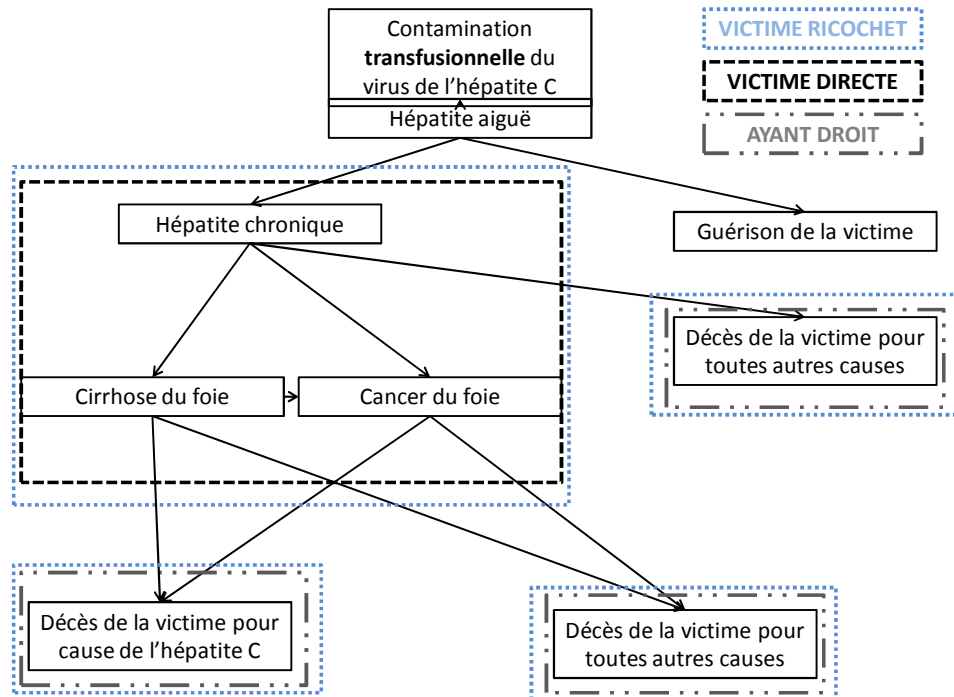 Contamination
transfusionnelle du
virus de l'hépatite C
Hépatite aiguë
VICTIME RICOCHET
VICTIME DIRECTE
AYANT DROIT
Hépatite chronique
Guérison de la victime
Décès de la victime pour
toutes autres causes
Cirrhose du foie
Cancer du foie
Décès de la victime pour
cause de l'hépatite C
Décès de la victime pour
toutes autres causes